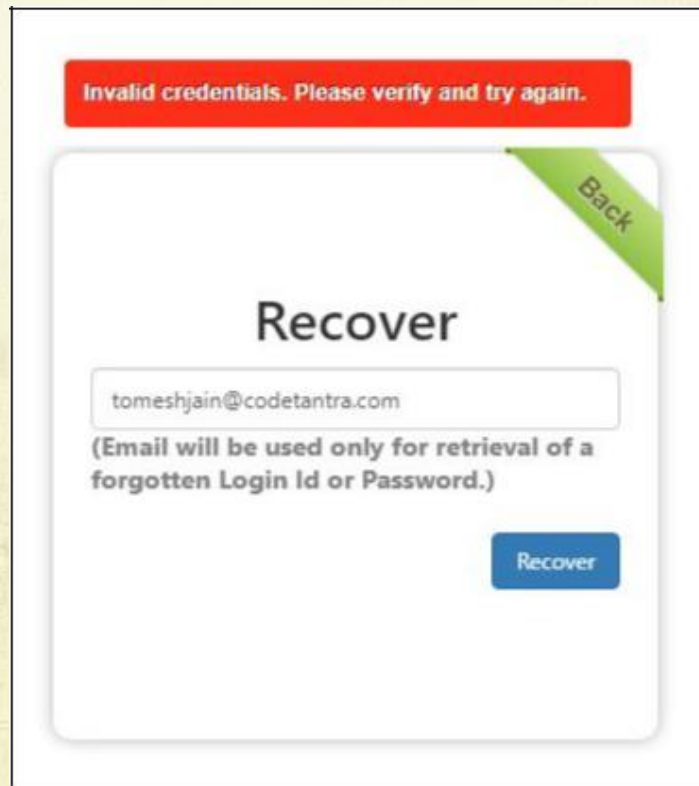 Invalid credentials. Please verify and try again.
Back
Recover
tomeshjain@codetantra.com
(Email will be used only for retrieval of a
forgotten Login Id or Password.)
Recover